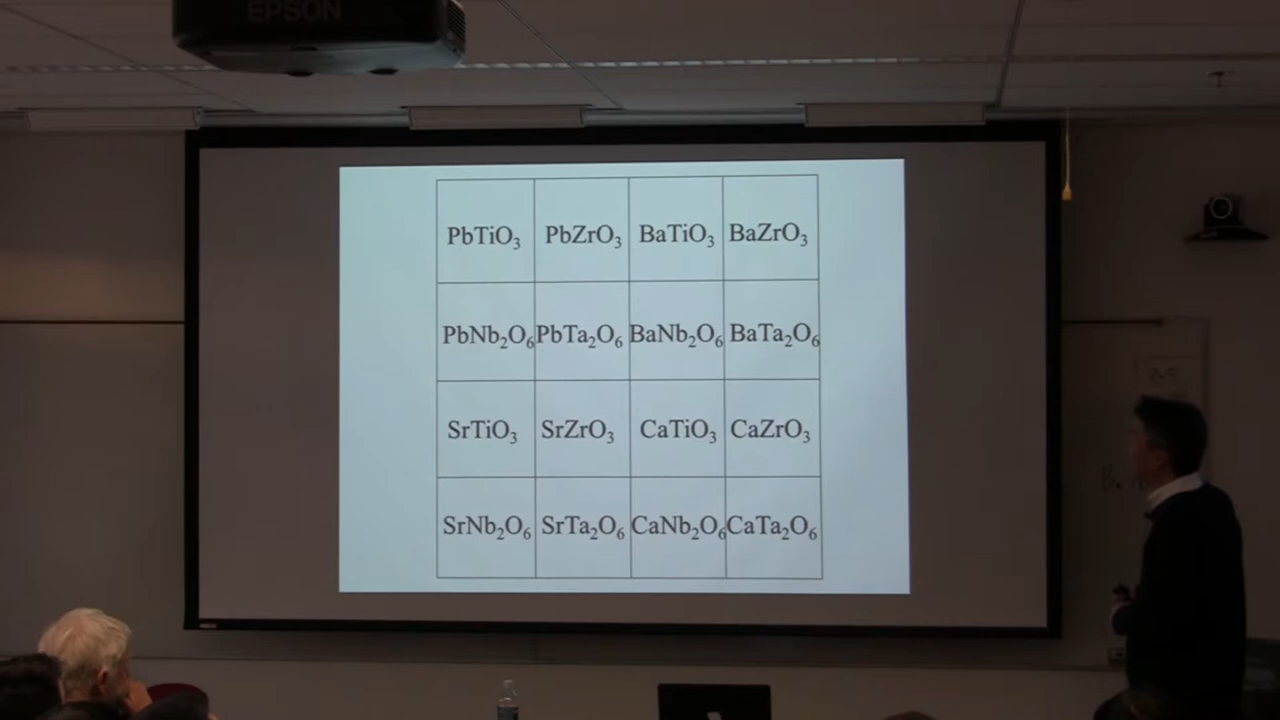 EPSON
PbTiO₃ PbZrO₃ BaTiO₃ BaZrO₃
PbNb₂O₆ PbTa₂O₆ BaNb₂O₆ BaTa₂O₆
SrTiO₃ SrZrO₃ CaTiO₃ CaZrO₃
SrNb₂O₆ SrTa₂O₆ CaNb₂O₆ CaTa₂O₆